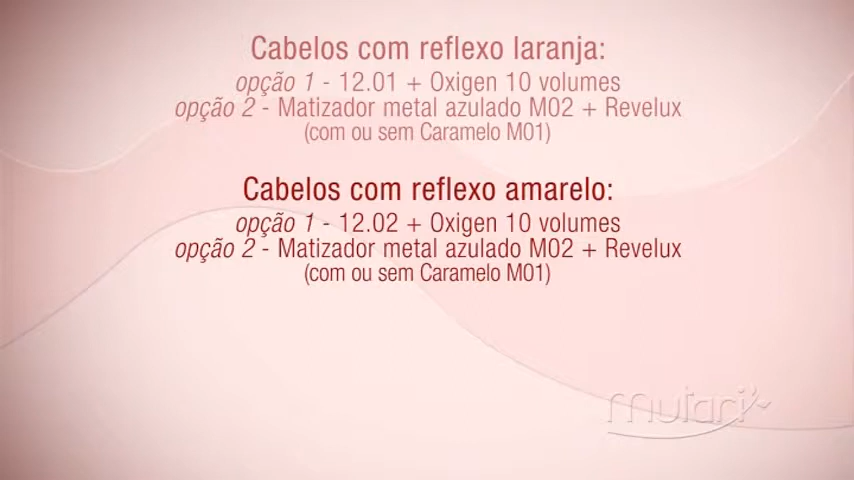 Cabelos com reflexo laranja:
opção 1 - 12.01 + Oxigen 10 volumes
opção 2 - Matizador metal azulado M02 + Revelux
(com ou sem Caramelo M01)
Cabelos com reflexo amarelo:
opção 1 - 12.02 + Oxigen 10 volumes
opção 2 - Matizador metal azulado M02 + Revelux
(com ou sem Caramelo M01)
mutari